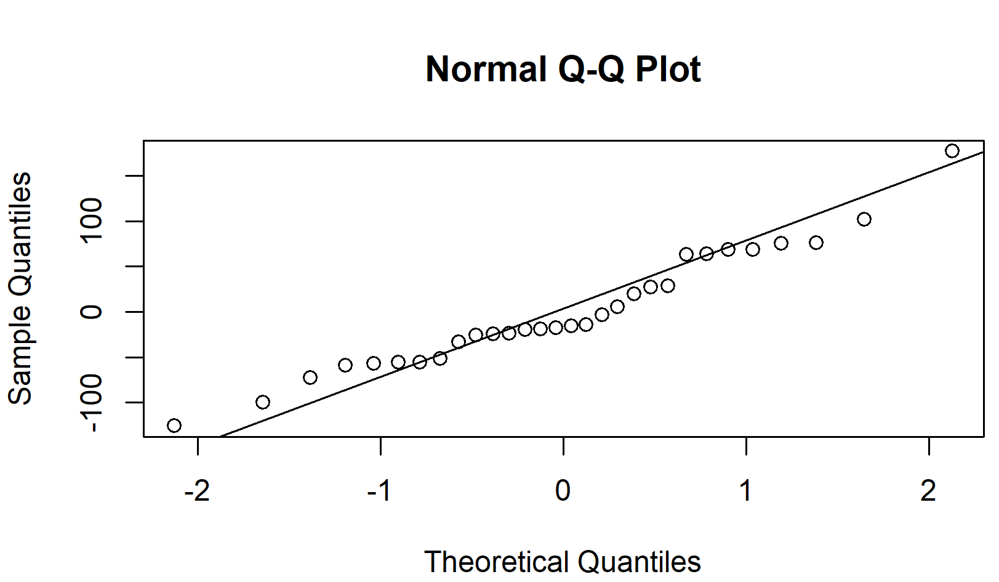 Normal Q-Q Plot
Sample Quantiles
100
0
-100
-2 -1 0 1 2
Theoretical Quantiles